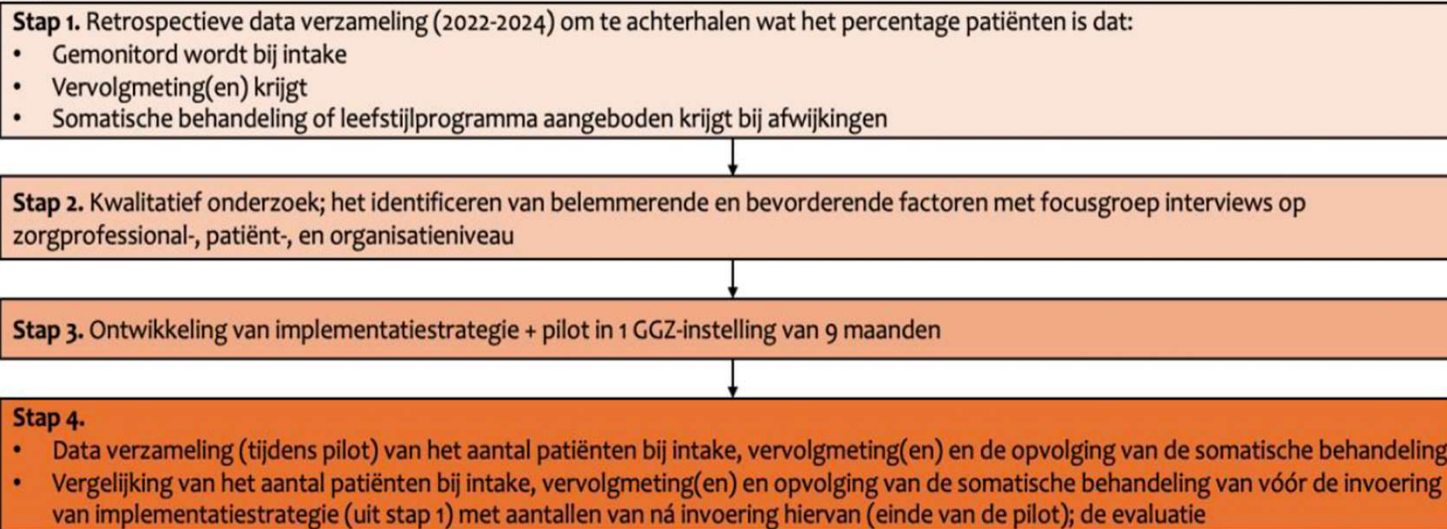 Stap 1. Retrospectieve data verzameling (2022-2024) om te achterhalen wat het percentage patiënten is dat:
• Gemonitord wordt bij intake
• Vervolgmeting(en) krijgt
• Somatische behandeling of leefstijlprogramma aangeboden krijgt bij afwijkingen
Stap 2. Kwalitatief onderzoek; het identificeren van belemmerende en bevorderende factoren met focusgroep interviews op
zorgprofessional-, patiënt-, en organisatieniveau
Stap 3. Ontwikkeling van implementatiestrategie + pilot in 1 GGZ-instelling van 9 maanden
Stap 4.
• Data verzameling (tijdens pilot) van het aantal patiënten bij intake, vervolgmeting(en) en de opvolging van de somatische behandeling
• Vergelijking van het aantal patiënten bij intake, vervolgmeting(en) en opvolging van de somatische behandeling van vóór de invoering
van implementatiestrategie (uit stap 1) met aantallen van ná invoering hiervan (einde van de pilot); de evaluatie